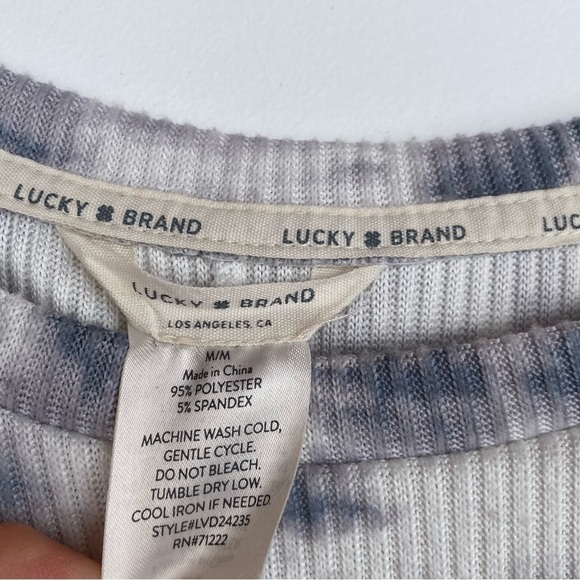 LUCKY BRAND
LUCKY BRAND
LUC
LUCKY BRAND
LOS ANGELES, CA
M/M
Made in China
95% POLYESTER
5% SPANDEX
MACHINE WASH COLD,
GENTLE CYCLE.
DO NOT BLEACH.
TUMBLE DRY LOW.
COOL IRON IF NEEDED
STYLE#LVD24235
RN#71222